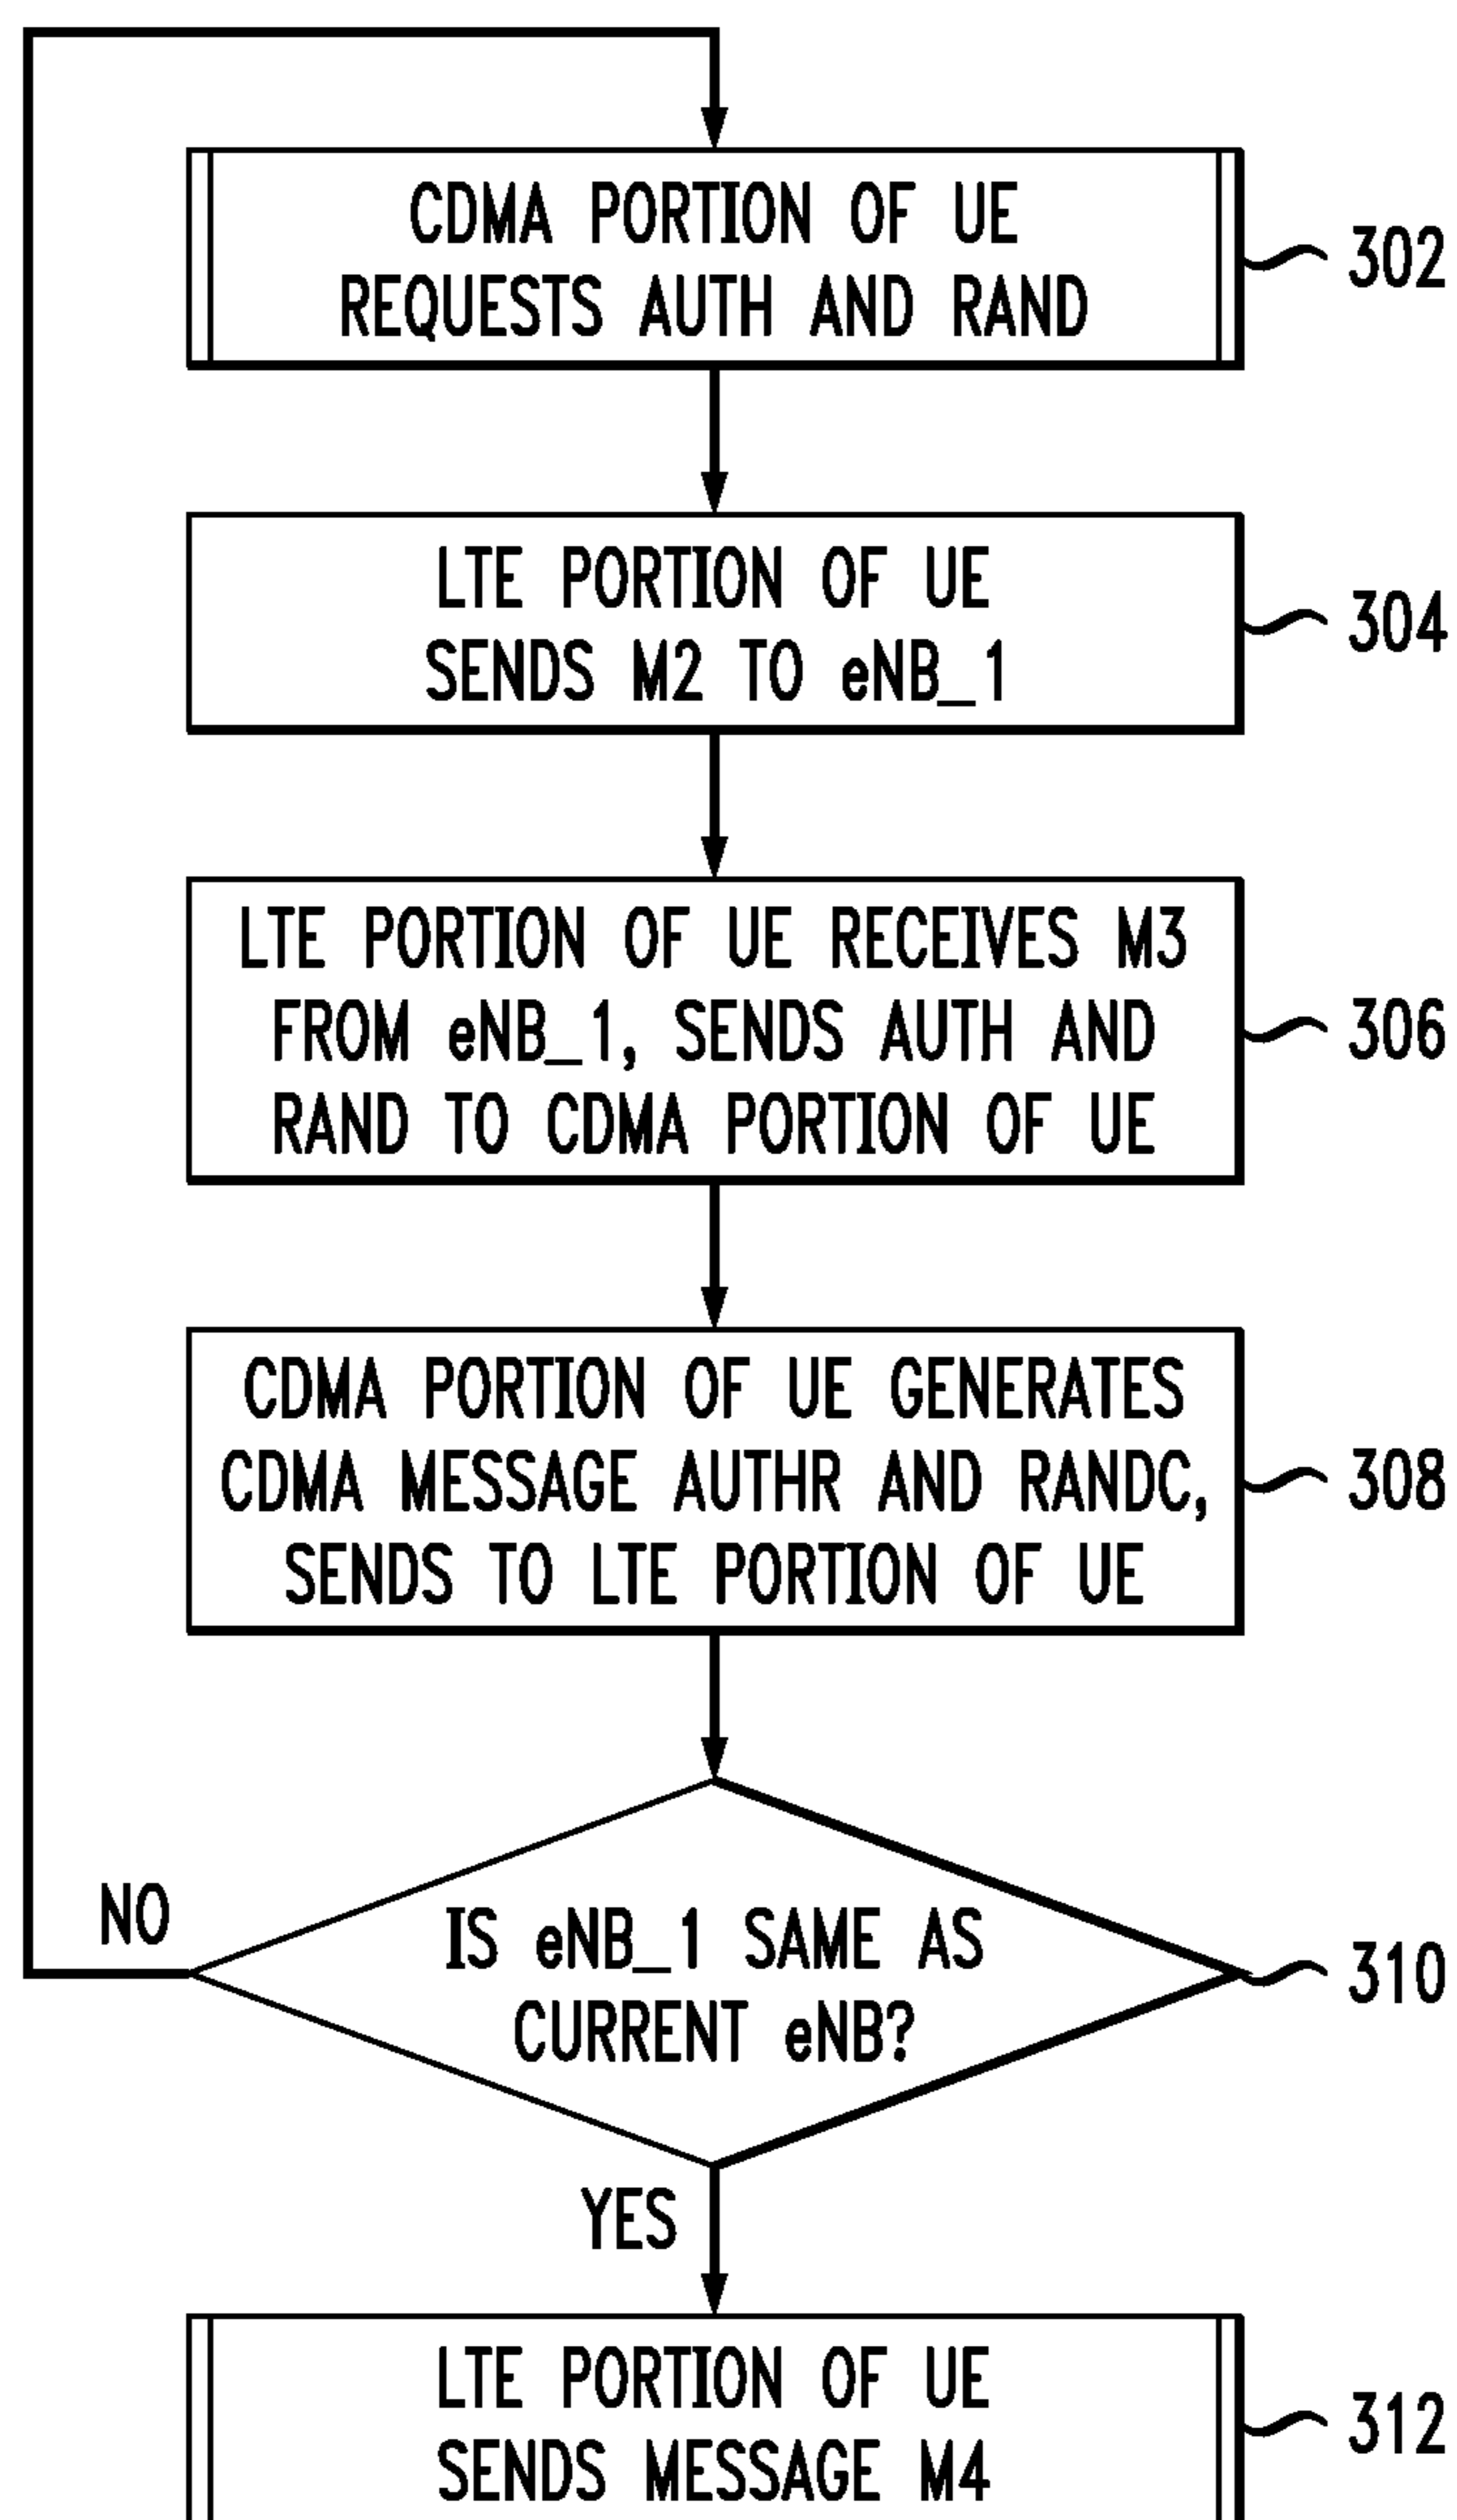 CDMA PORTION OF UE
REQUESTS AUTH AND RAND
302
LTE PORTION OF UE
SENDS M2 TO eNB_1
304
LTE PORTION OF UE RECEIVES M3
FROM eNB_1, SENDS AUTH AND
RAND TO CDMA PORTION OF UE
306
CDMA PORTION OF UE GENERATES
CDMA MESSAGE AUTHR AND RANDC,
SENDS TO LTE PORTION OF UE
308
NO
IS eNB_1 SAME AS
CURRENT eNB?
310
YES
LTE PORTION OF UE
SENDS MESSAGE M4
312